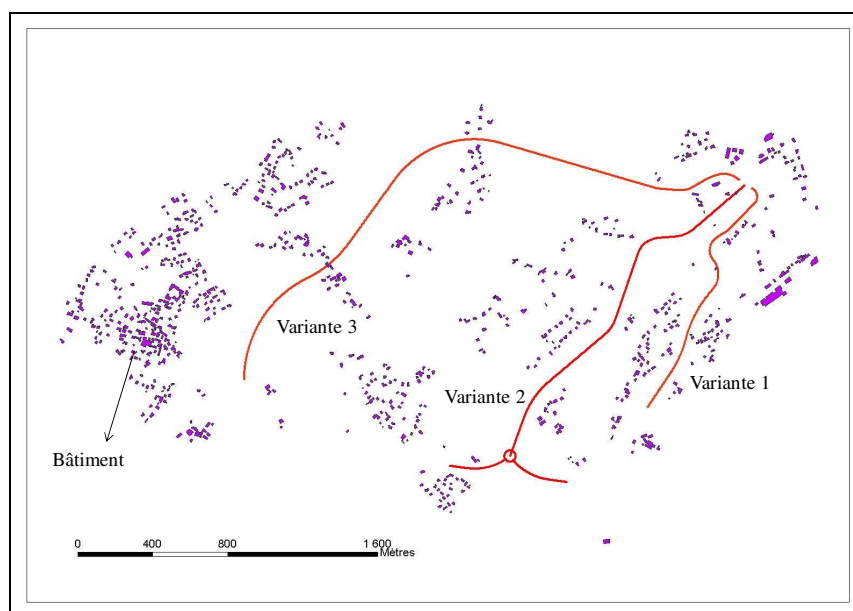 Variante 3
Variante 2
Variante 1
Bâtiment
0 400 800 1 600
Mètres